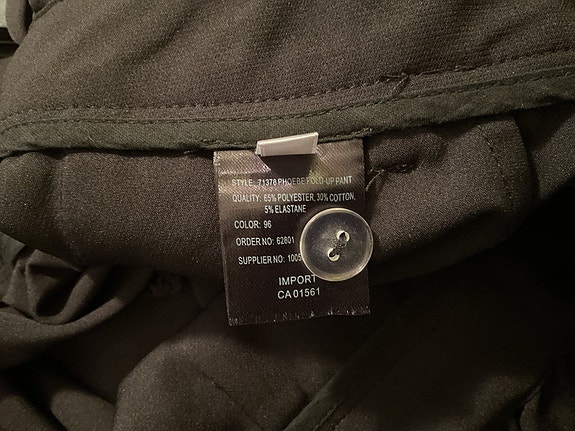 STYLE: 71378 PHOEBE FOLD-UP PANT
QUALITY: 65% POLYESTER, 30% COTTON,
5% ELASTANE
COLOR: 96
ORDER NO: 62801
SUPPLIER NO: 1005
IMPORT
CA 01561